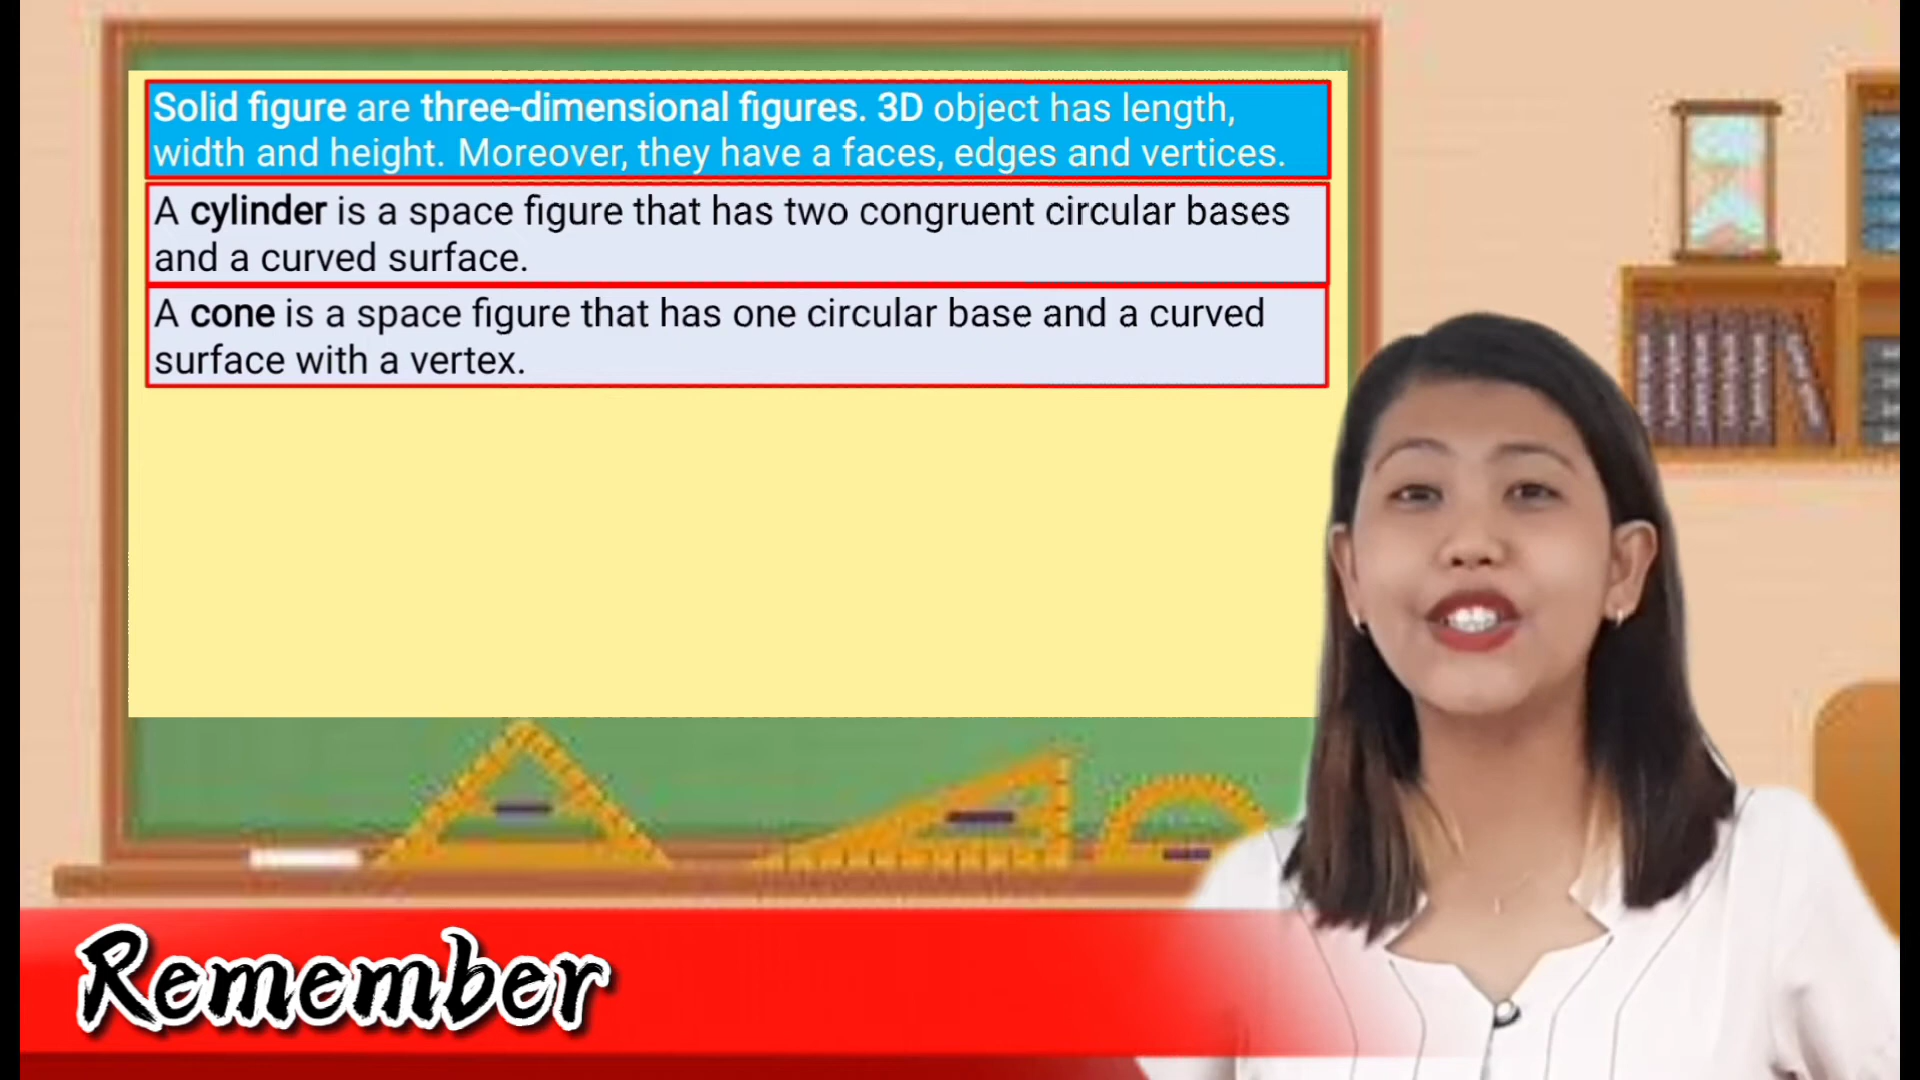 Solid figure are three-dimensional figures. 3D object has length,
width and height. Moreover, they have a faces, edges and vertices.
A cylinder is a space figure that has two congruent circular bases
and a curved surface.
A cone is a space figure that has one circular base and a curved
surface with a vertex.
Remember